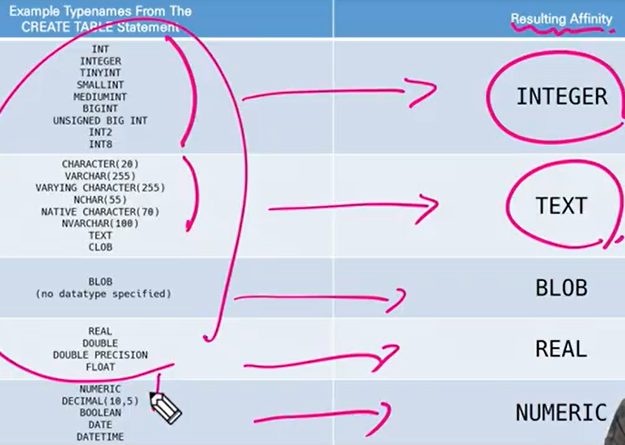 Example Typenames From The
CREATE TABLE Statement
Resulting Affinity
INT
INTEGER
TINYINT
SMALLINT
MEDIUMINT
BIGINT
UNSIGNED BIG INT
INT2
INT8
INTEGER
CHARACTER(20)
VARCHAR(255)
VARYING CHARACTER(255)
NCHAR(55)
NATIVE CHARACTER(70)
NVARCHAR(100)
TEXT
CLOB
TEXT
BLOB
(no datatype specified)
BLOB
REAL
DOUBLE
DOUBLE PRECISION
FLOAT
REAL
NUMERIC
DECIMAL(10,5)
BOOLEAN
DATE
DATETIME
NUMERIC